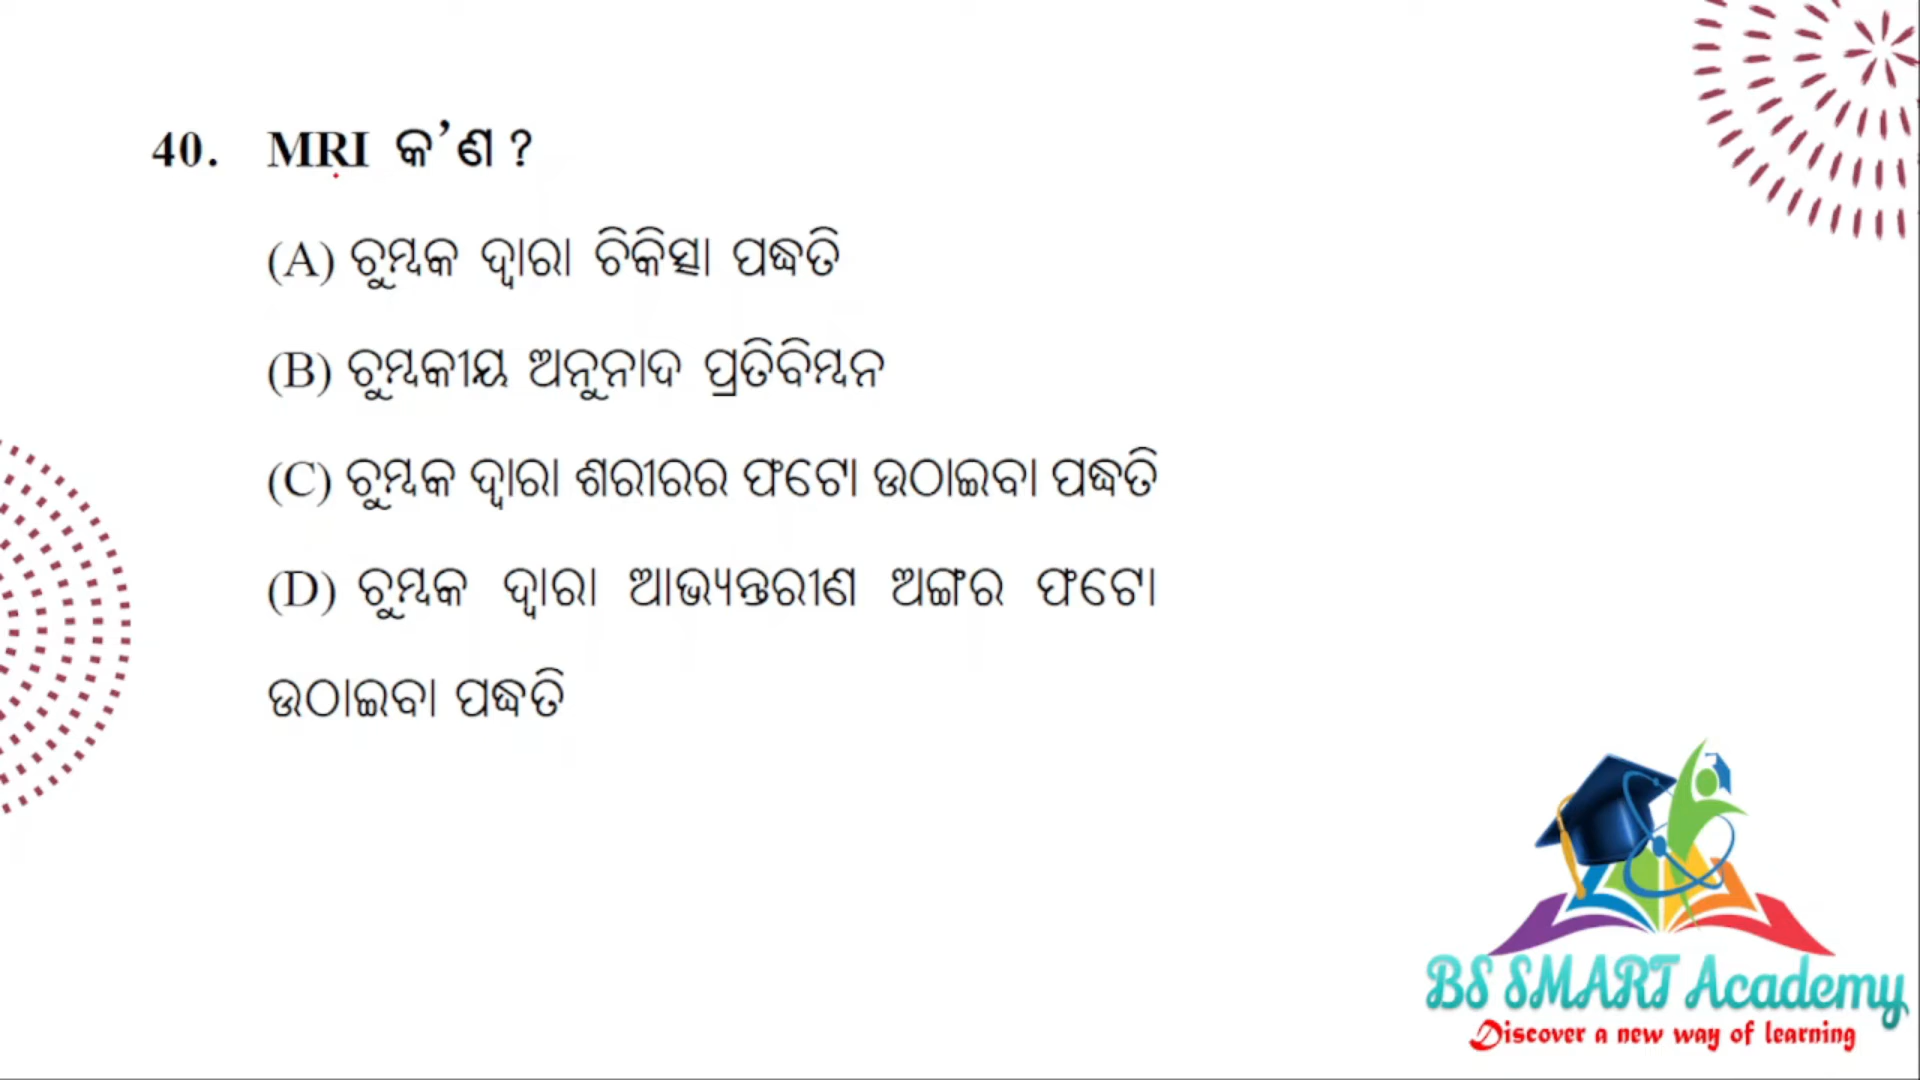 40. MRI କ’ଣ ?
(A) ଚୁମ୍ବକ ଦ୍ୱାରା ଚିକିତ୍ସା ପଦ୍ଧତି
(B) ଚୁମ୍ବକୀୟ ଅନୁନାଦ ପ୍ରତିବିମ୍ବନ
(C) ଚୁମ୍ବକ ଦ୍ୱାରା ଶରୀରର ଫଟୋ ଉଠାଇବା ପଦ୍ଧତି
(D) ଚୁମ୍ବକ ଦ୍ୱାରା ଆଭ୍ୟନ୍ତରୀଣ ଅଙ୍ଗର ଫଟୋ
ଉଠାଇବା ପଦ୍ଧତି
BS SMART Academy
Discover a new way of learning